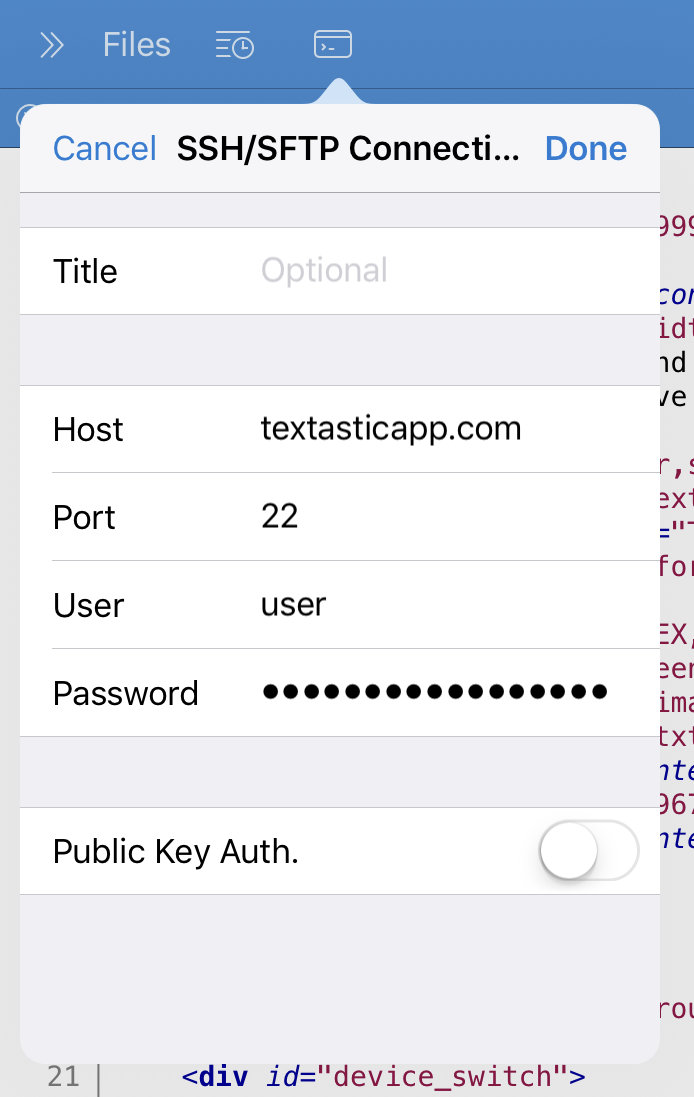 Files
Cancel SSH/SFTP Connecti... Done
Title Optional
Host textasticapp.com
Port 22
User user
Password ●●●●●●●●●●●●●●●●●
Public Key Auth.
21 <div id="device_switch">